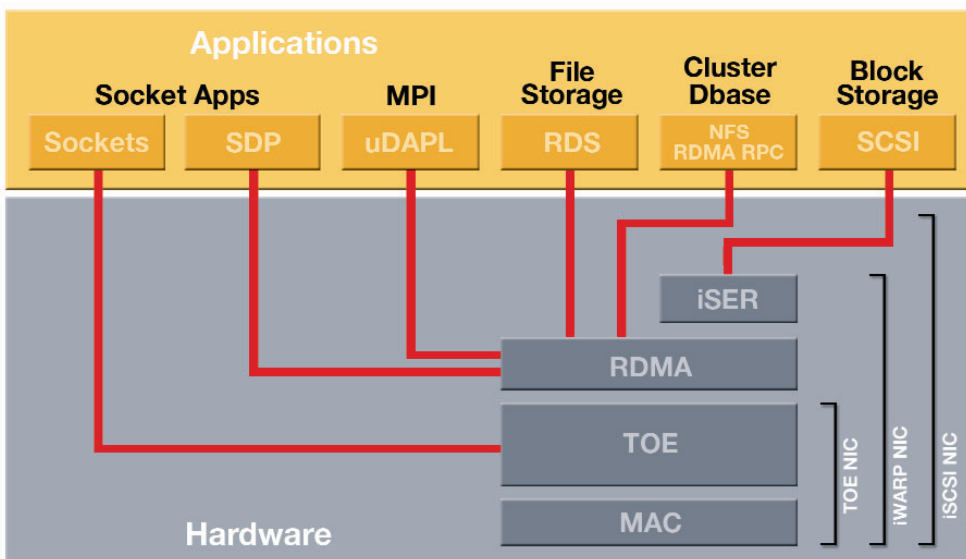 Applications
Socket Apps
MPI
File
Storage
Cluster
Dbase
Block
Storage
Sockets
SDP
uDAPL
RDS
NFS
RDMA RPC
SCSI
iSER
RDMA
TOE
MAC
TOE NIC
iWARP NIC
iSCSI NIC
Hardware